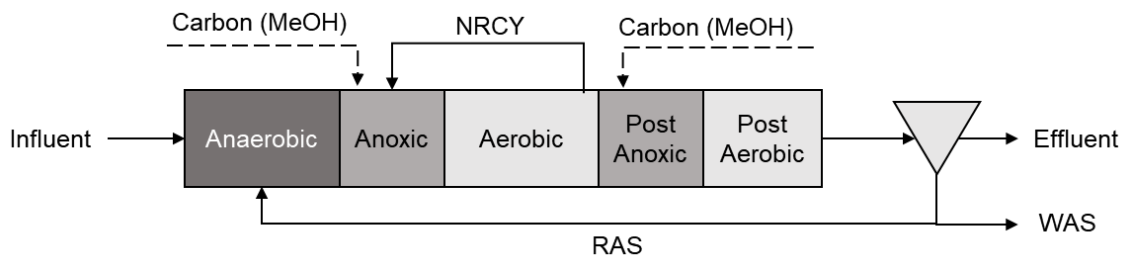 Carbon (MeOH)
NRCY
Carbon (MeOH)
Influent
Anaerobic
Anoxic
Aerobic
Post
Anoxic
Post
Aerobic
Effluent
WAS
RAS